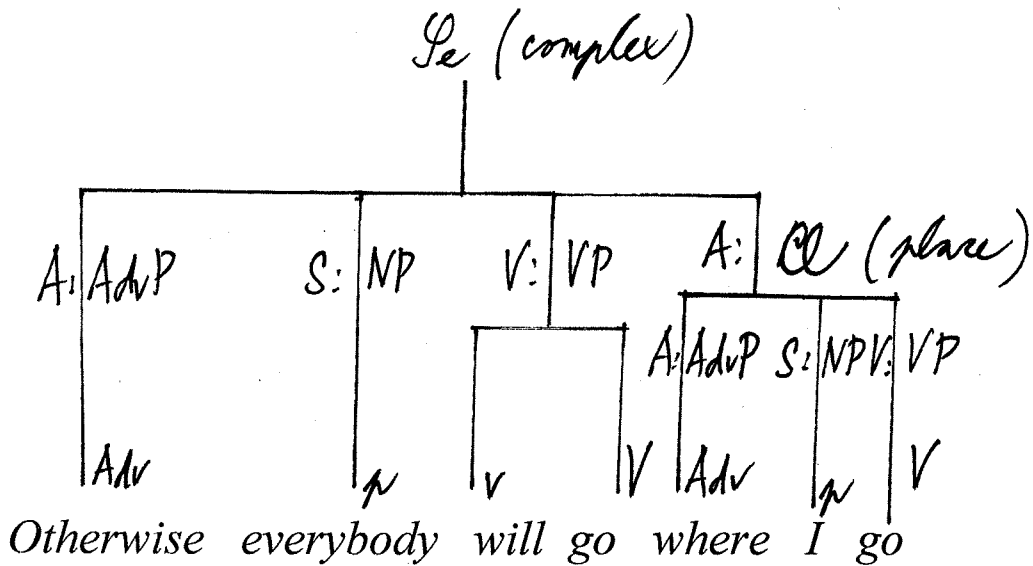 Se (complex)
A: AdvP S: NP V: VP A: Cl (place)
A: AdvP S: NP V: VP
Adv p v V Adv p V
Otherwise everybody will go where I go